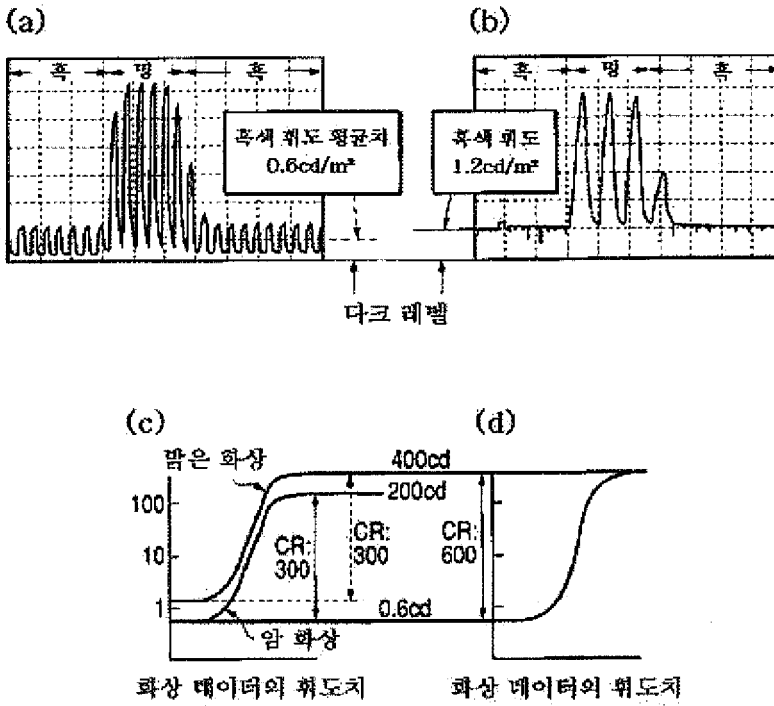 (a)
(b)
흑 명 흑
흑 명 흑
흑색 휘도 평균치
0.6cd/m²
흑색 휘도
1.2cd/m²
다크 레벨
(c)
(d)
밝은 화상
400cd
200cd
100
10
1
CR:
300
CR:
300
CR:
600
0.6cd
암 화상
화상 데이터의 휘도치
화상 데이터의 휘도치